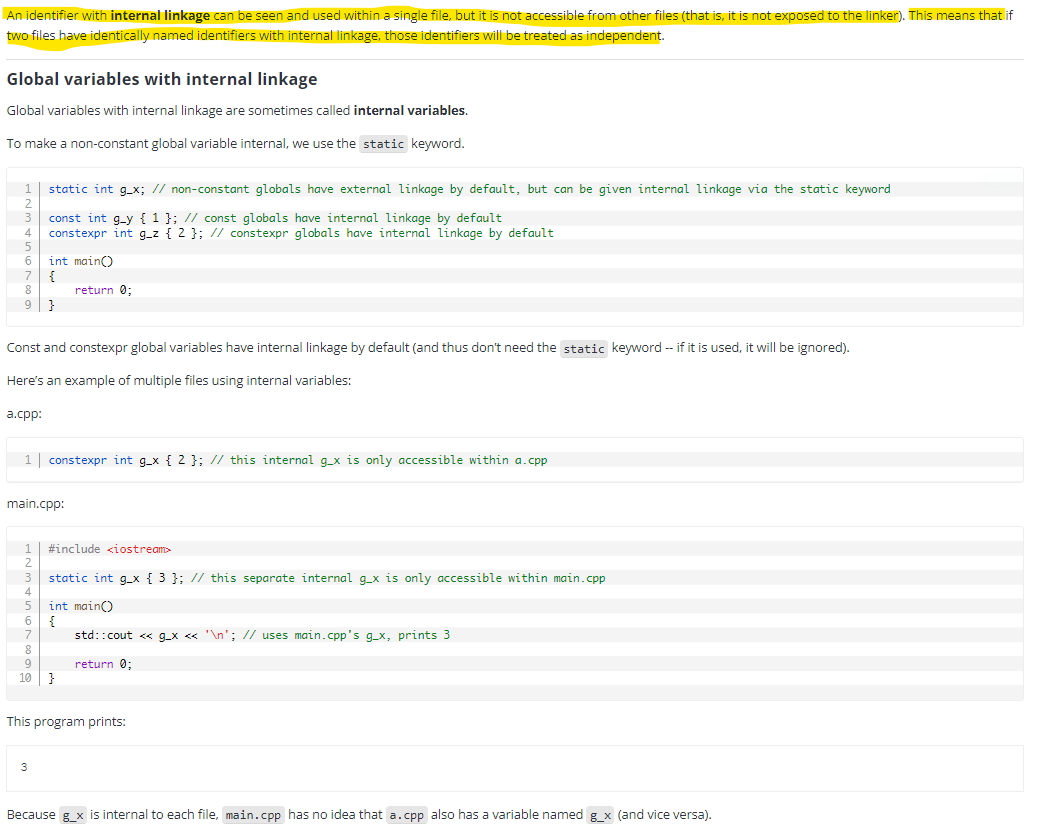 An identifier with internal linkage can be seen and used within a single file, but it is not accessible from other files (that is, it is not exposed to the linker). This means that if
two files have identically named identifiers with internal linkage, those identifiers will be treated as independent.
Global variables with internal linkage
Global variables with internal linkage are sometimes called internal variables.
To make a non-constant global variable internal, we use the static keyword.
1 static int g_x; // non-constant globals have external linkage by default, but can be given internal linkage via the static keyword
2
3 const int g_y { 1 }; // const globals have internal linkage by default
4 constexpr int g_z { 2 }; // constexpr globals have internal linkage by default
5
6 int main()
7 {
8     return 0;
9 }
Const and constexpr global variables have internal linkage by default (and thus don't need the static keyword -- if it is used, it will be ignored).
Here's an example of multiple files using internal variables:
a.cpp:
1 constexpr int g_x { 2 }; // this internal g_x is only accessible within a.cpp
main.cpp:
1 #include <iostream>
2
3 static int g_x { 3 }; // this separate internal g_x is only accessible within main.cpp
4
5 int main()
6 {
7     std::cout << g_x << '\n'; // uses main.cpp's g_x, prints 3
8
9     return 0;
10 }
This program prints:
3
Because g_x is internal to each file, main.cpp has no idea that a.cpp also has a variable named g_x (and vice versa).